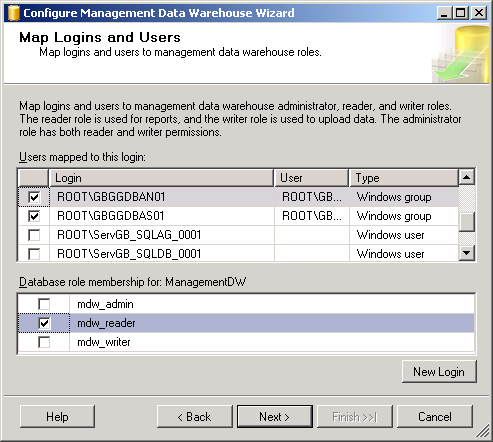 Configure Management Data Warehouse Wizard
Map Logins and Users
Map logins and users to management data warehouse roles.
Map logins and users to management data warehouse administrator, reader, and writer roles.
The reader role is used for reports, and the writer role is used to upload data. The administrator
role has both reader and writer permissions.
Users mapped to this login:
Login User Type
ROOT\GBGGDBAN01 ROOT\GB... Windows group
ROOT\GBGGDBAS01 ROOT\GB... Windows group
ROOT\ServGB_SQLAG_0001 Windows user
ROOT\ServGB_SQLDB_0001 Windows user
Database role membership for: ManagementDW
mdw_admin
mdw_reader
mdw_writer
New Login
Help < Back Next > Finish >>| Cancel